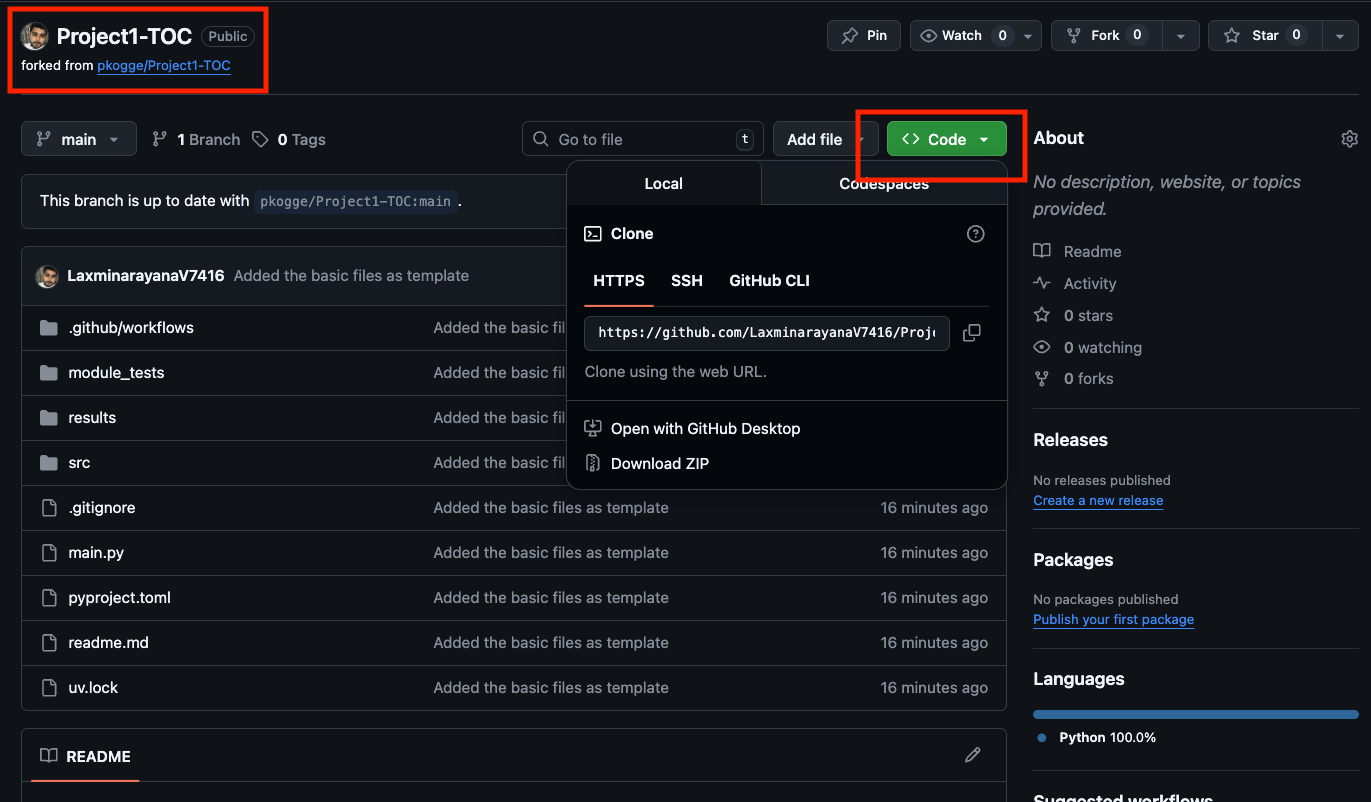 Project1-TOC Public
forked from pkogge/Project1-TOC
Pin
Watch 0
Fork 0
Star 0
main
1 Branch
0 Tags
Go to file t
Add file
Code
Local
Codespaces
Clone
HTTPS SSH GitHub CLI
https://github.com/LaxminarayanaV7416/Proj
Clone using the web URL.
Open with GitHub Desktop
Download ZIP
This branch is up to date with pkogge/Project1-TOC:main .
LaxminarayanaV7416 Added the basic files as template
.github/workflows Added the basic fil
module_tests Added the basic fil
results Added the basic fil
src Added the basic fil
.gitignore Added the basic files as template 16 minutes ago
main.py Added the basic files as template 16 minutes ago
pyproject.toml Added the basic files as template 16 minutes ago
readme.md Added the basic files as template 16 minutes ago
uv.lock Added the basic files as template 16 minutes ago
README
About
No description, website, or topics
provided.
Readme
Activity
0 stars
0 watching
0 forks
Releases
No releases published
Create a new release
Packages
No packages published
Publish your first package
Languages
Python 100.0%
Suggested workflows